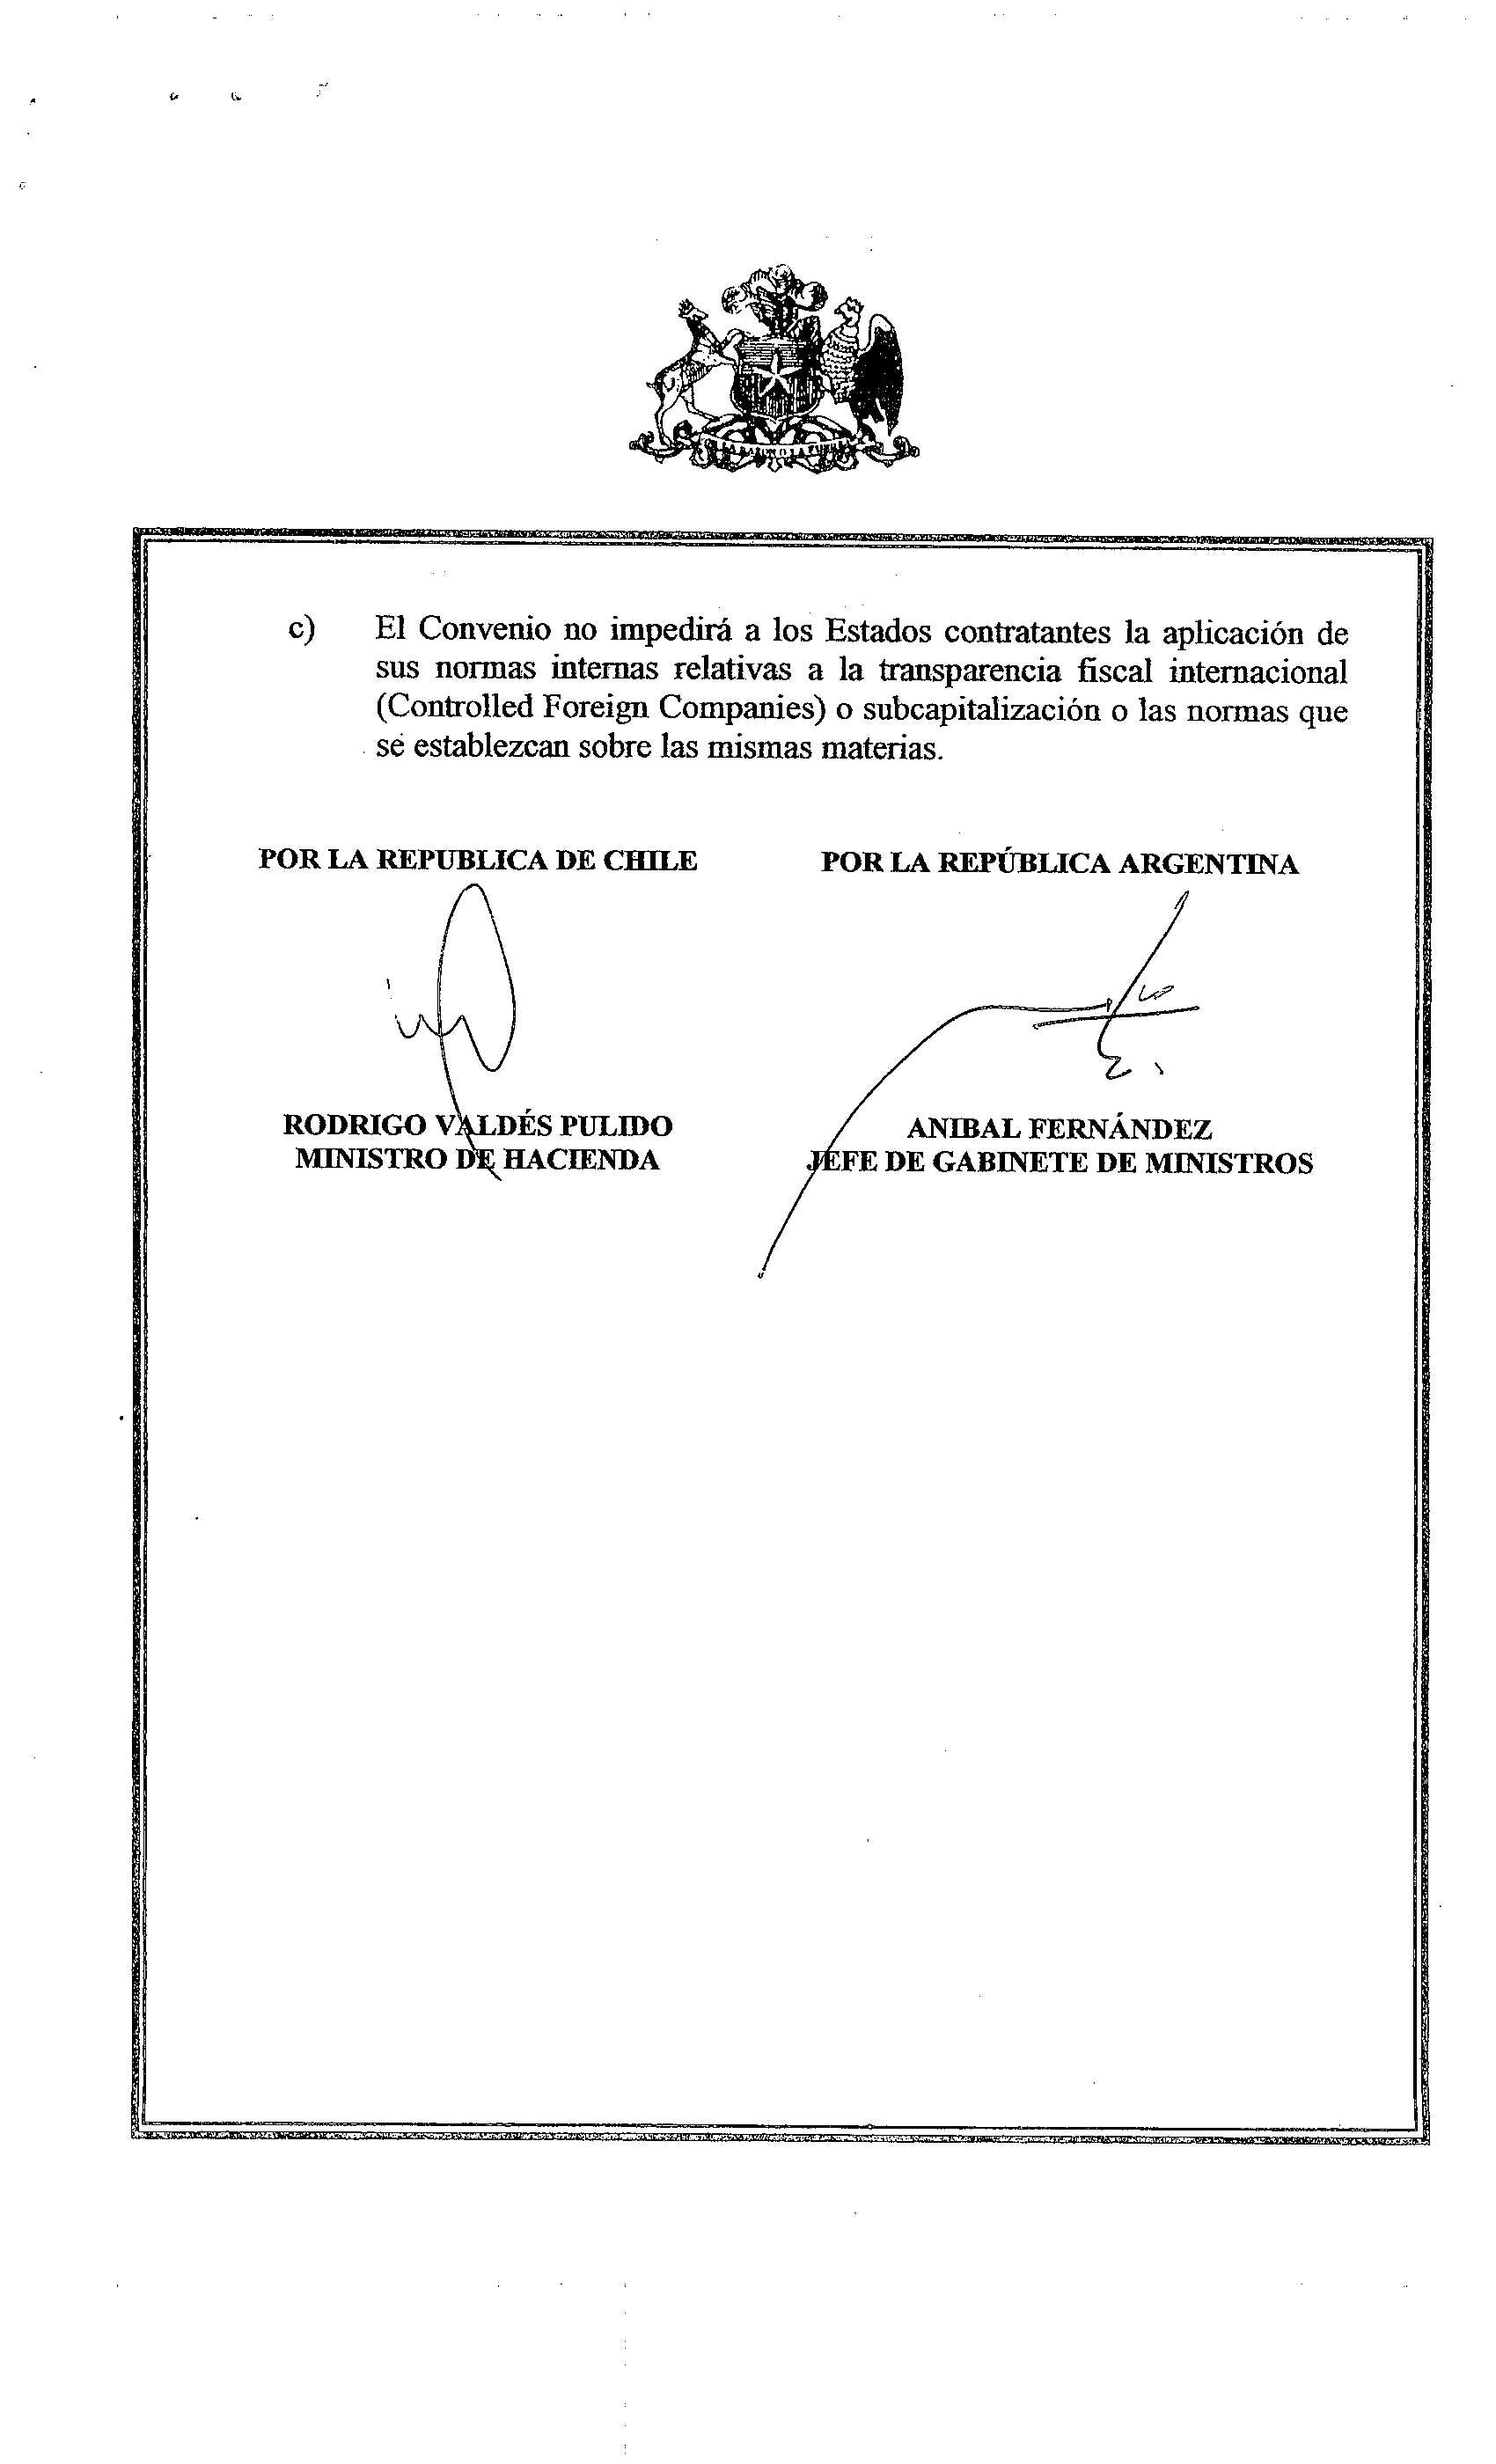 c) El Convenio no impedirá a los Estados contratantes la aplicación de
sus normas internas relativas a la transparencia fiscal internacional
(Controlled Foreign Companies) o subcapitalización o las normas que
se establezcan sobre las mismas materias.
POR LA REPUBLICA DE CHILE
RODRIGO VALDÉS PULIDO
MINISTRO DE HACIENDA
POR LA REPÚBLICA ARGENTINA
ANIBAL FERNÁNDEZ
JEFE DE GABINETE DE MINISTROS